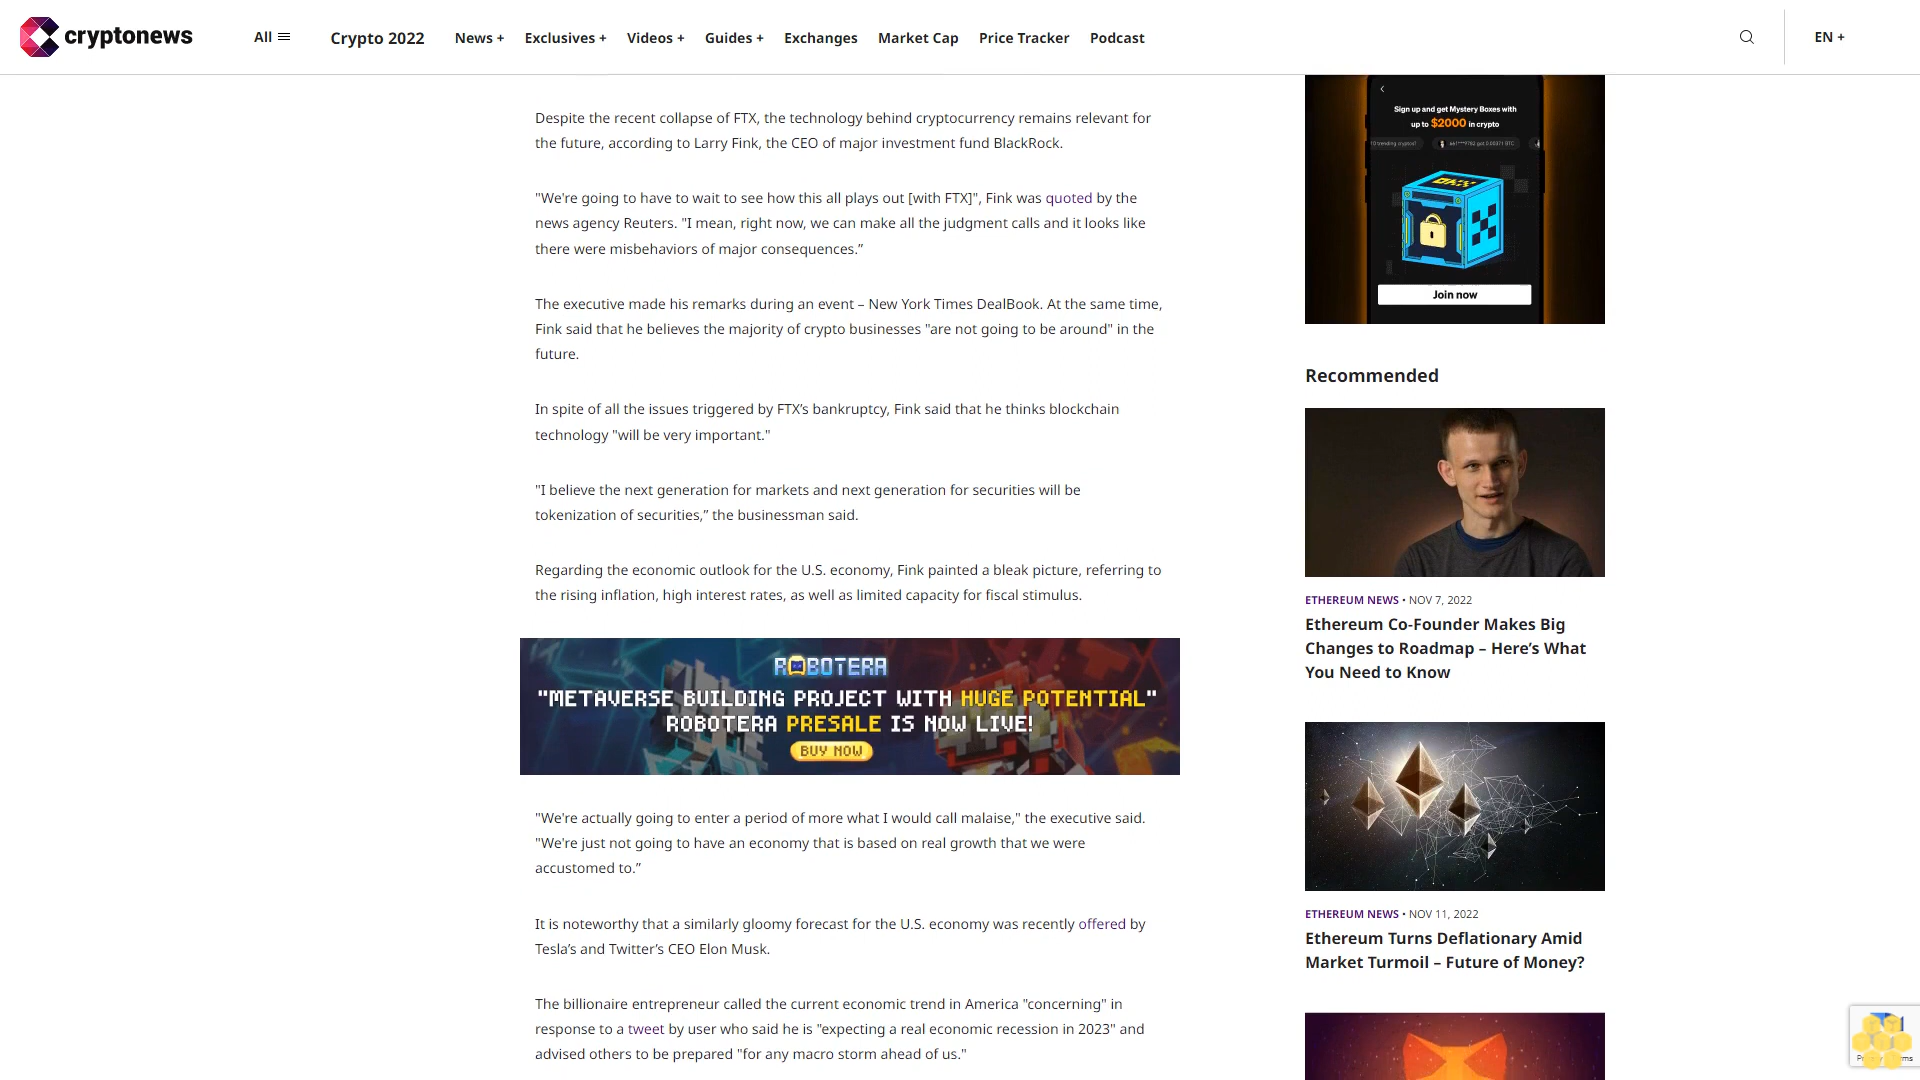 cryptonews
All
Crypto 2022
News +
Exclusives +
Videos +
Guides +
Exchanges
Market Cap
Price Tracker
Podcast
EN +
Despite the recent collapse of FTX, the technology behind cryptocurrency remains relevant for
the future, according to Larry Fink, the CEO of major investment fund BlackRock.
"We're going to have to wait to see how this all plays out [with FTX]", Fink was quoted by the
news agency Reuters. "I mean, right now, we can make all the judgment calls and it looks like
there were misbehaviors of major consequences.”
The executive made his remarks during an event – New York Times DealBook. At the same time,
Fink said that he believes the majority of crypto businesses "are not going to be around" in the
future.
In spite of all the issues triggered by FTX’s bankruptcy, Fink said that he thinks blockchain
technology "will be very important."
"I believe the next generation for markets and next generation for securities will be
tokenization of securities,” the businessman said.
Regarding the economic outlook for the U.S. economy, Fink painted a bleak picture, referring to
the rising inflation, high interest rates, as well as limited capacity for fiscal stimulus.
ROBOTERA
"METAVERSE BUILDING PROJECT WITH HUGE POTENTIAL"
ROBOTERA PRESALE IS NOW LIVE!
BUY NOW
"We're actually going to enter a period of more what I would call malaise," the executive said.
"We're just not going to have an economy that is based on real growth that we were
accustomed to.”
It is noteworthy that a similarly gloomy forecast for the U.S. economy was recently offered by
Tesla’s and Twitter’s CEO Elon Musk.
The billionaire entrepreneur called the current economic trend in America "concerning" in
response to a tweet by user who said he is "expecting a real economic recession in 2023" and
advised others to be prepared "for any macro storm ahead of us."
Sign up and get Mystery Boxes with
up to $2000 in crypto
OKX
Join now
Recommended
ETHEREUM NEWS • NOV 7, 2022
Ethereum Co-Founder Makes Big
Changes to Roadmap – Here’s What
You Need to Know
ETHEREUM NEWS • NOV 11, 2022
Ethereum Turns Deflationary Amid
Market Turmoil – Future of Money?